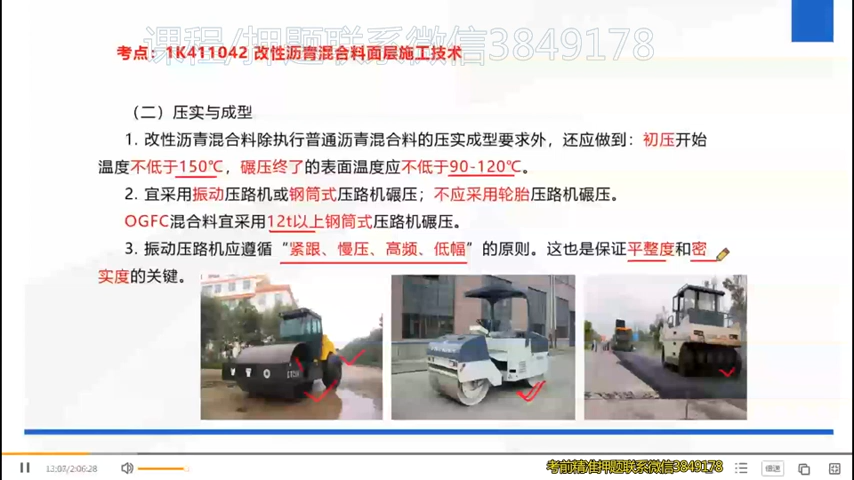 课程/押题联系微信3849178
考点：1K411042 改性沥青混合料面层施工技术
（二）压实与成型
1. 改性沥青混合料除执行普通沥青混合料的压实成型要求外，还应做到：初压开始
温度不低于150℃，碾压终了的表面温度应不低于90-120℃。
2. 宜采用振动压路机或钢筒式压路机碾压；不应采用轮胎压路机碾压。
OGFC混合料宜采用12t以上钢筒式压路机碾压。
3. 振动压路机应遵循“紧跟、慢压、高频、低幅”的原则。这也是保证平整度和密
实度的关键。
考前精准押题联系微信3849178
倍速